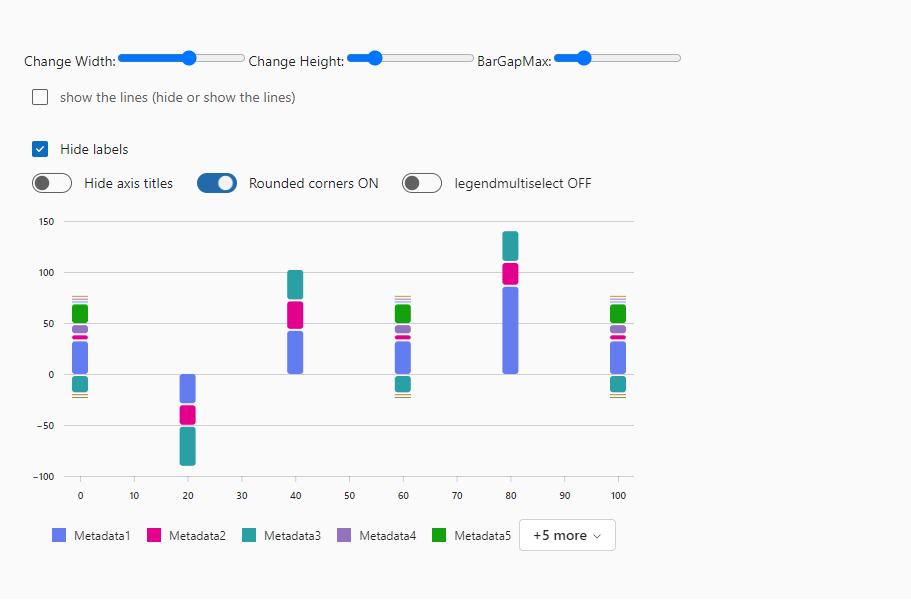 Change Width: Change Height: BarGapMax:
show the lines (hide or show the lines)
Hide labels
Hide axis titles Rounded corners ON legendmultiselect OFF
150
100
50
0
−50
−100
0 10 20 30 40 50 60 70 80 90 100
Metadata1 Metadata2 Metadata3 Metadata4 Metadata5 +5 more